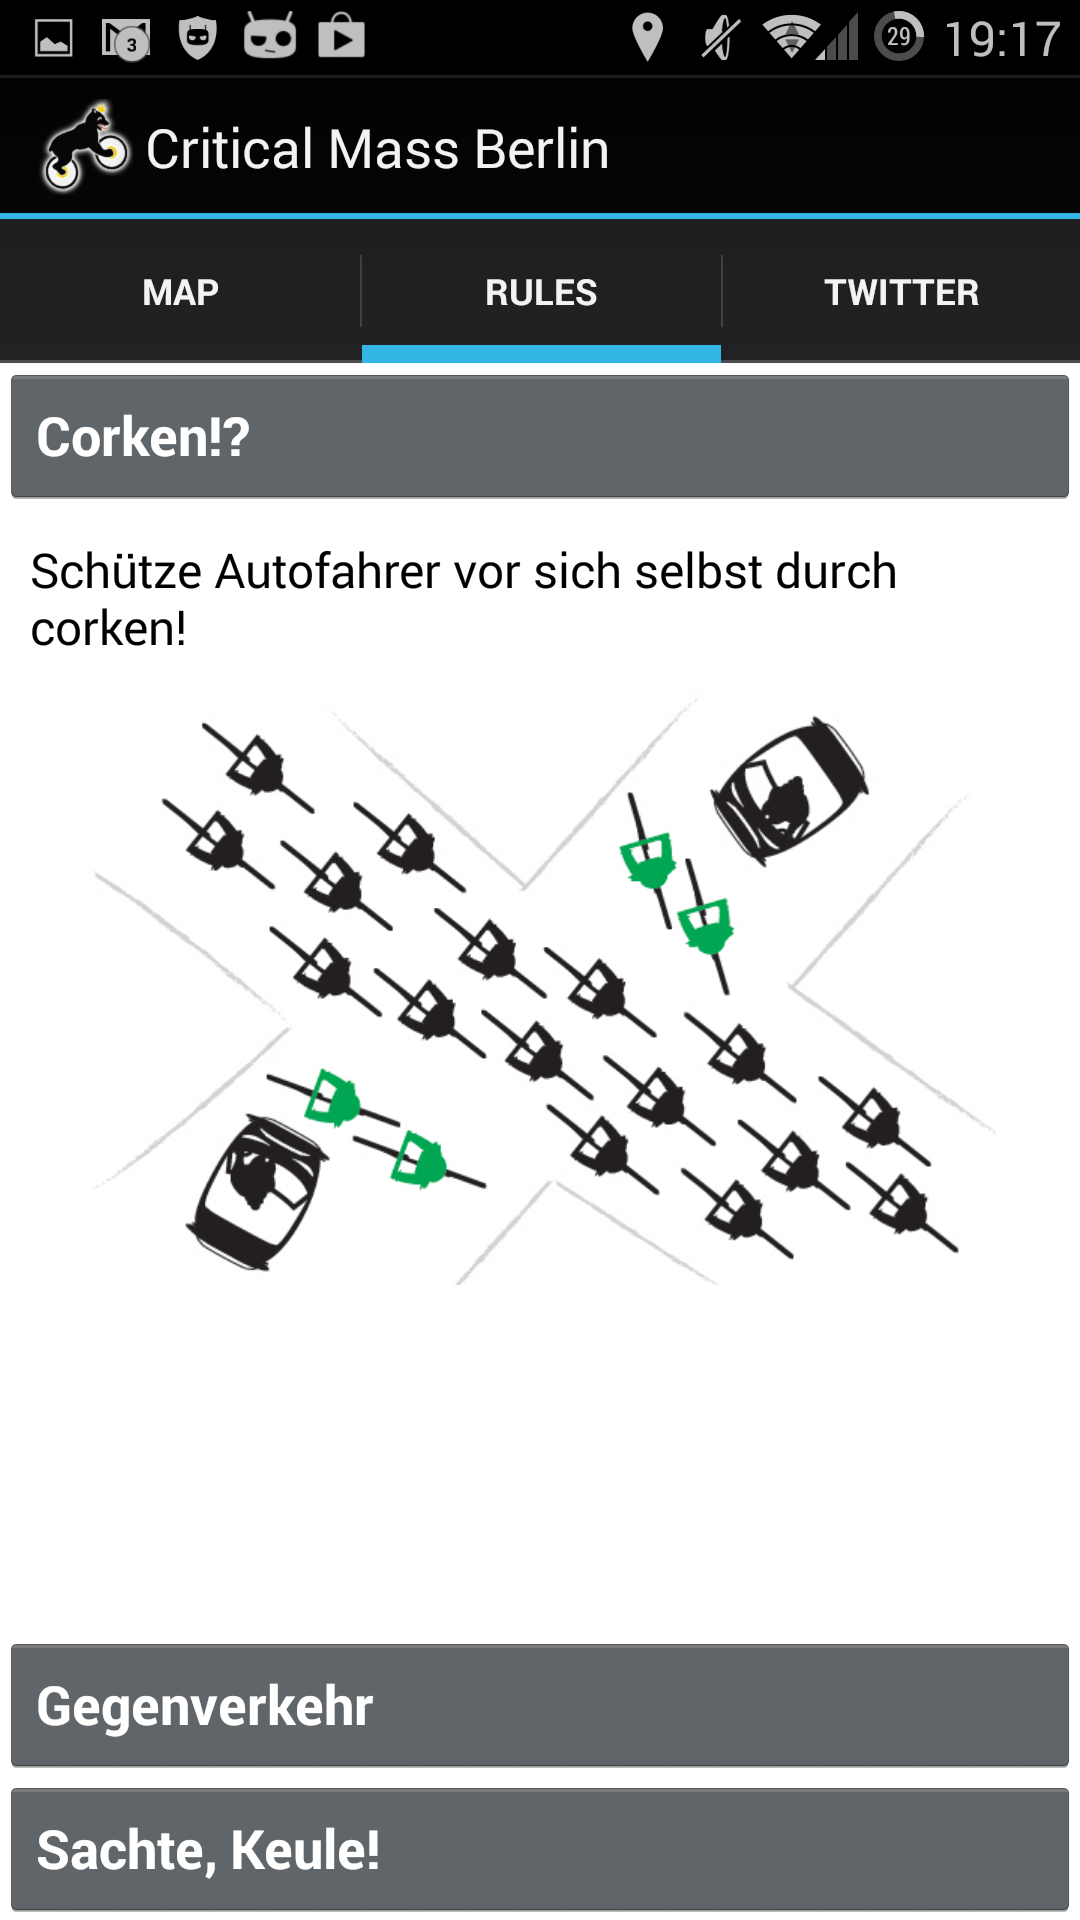 3
29
19:17
Critical Mass Berlin
MAP
RULES
TWITTER
Corken!?
Schütze Autofahrer vor sich selbst durch
corken!
Gegenverkehr
Sachte, Keule!